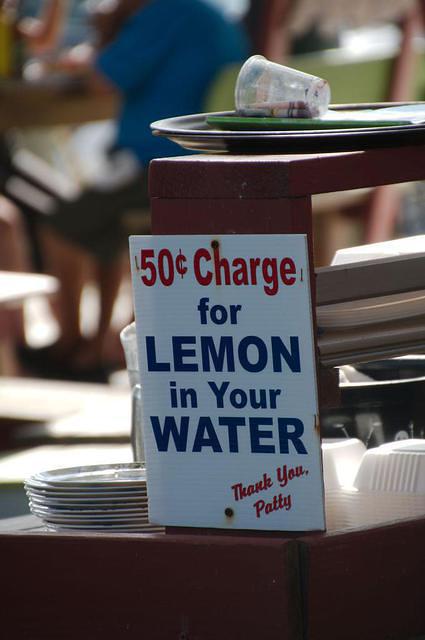 50¢ Charge
for
LEMON
in Your
WATER
Thank You,
Patty